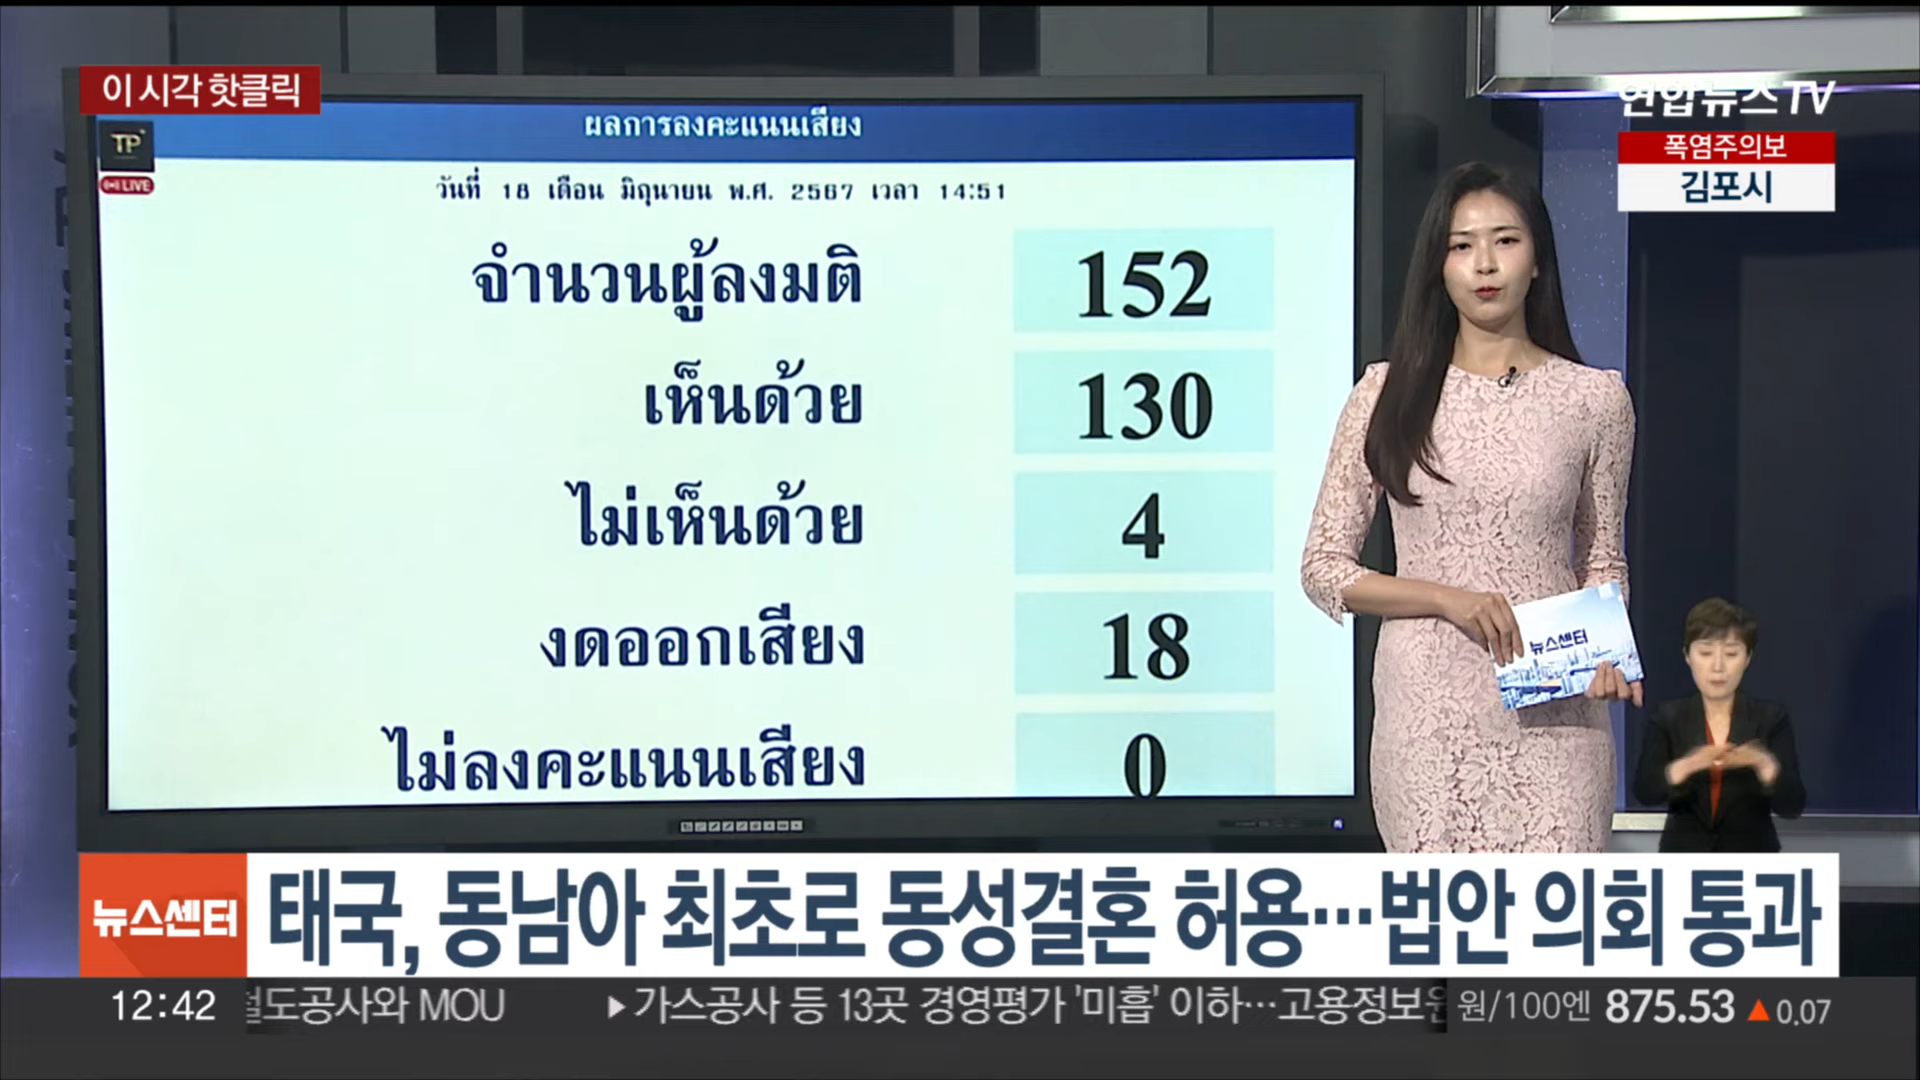 이 시각 핫클릭
연합뉴스TV
폭염주의보
김포시
TP
LIVE
ผลการลงคะแนนเสียง
วันที่ 18 เดือน มิถุนายน พ.ศ. 2567 เวลา 14:51
จำนวนผู้ลงมติ 152
เห็นด้วย 130
ไม่เห็นด้วย 4
งดออกเสียง 18
ไม่ลงคะแนนเสียง 0
뉴스센터
뉴스센터
태국, 동남아 최초로 동성결혼 허용…법안 의회 통과
12:42 철도공사와 MOU ▶가스공사 등 13곳 경영평가 '미흡' 이하…고용정보원 원/100엔 875.53 ▲0.07